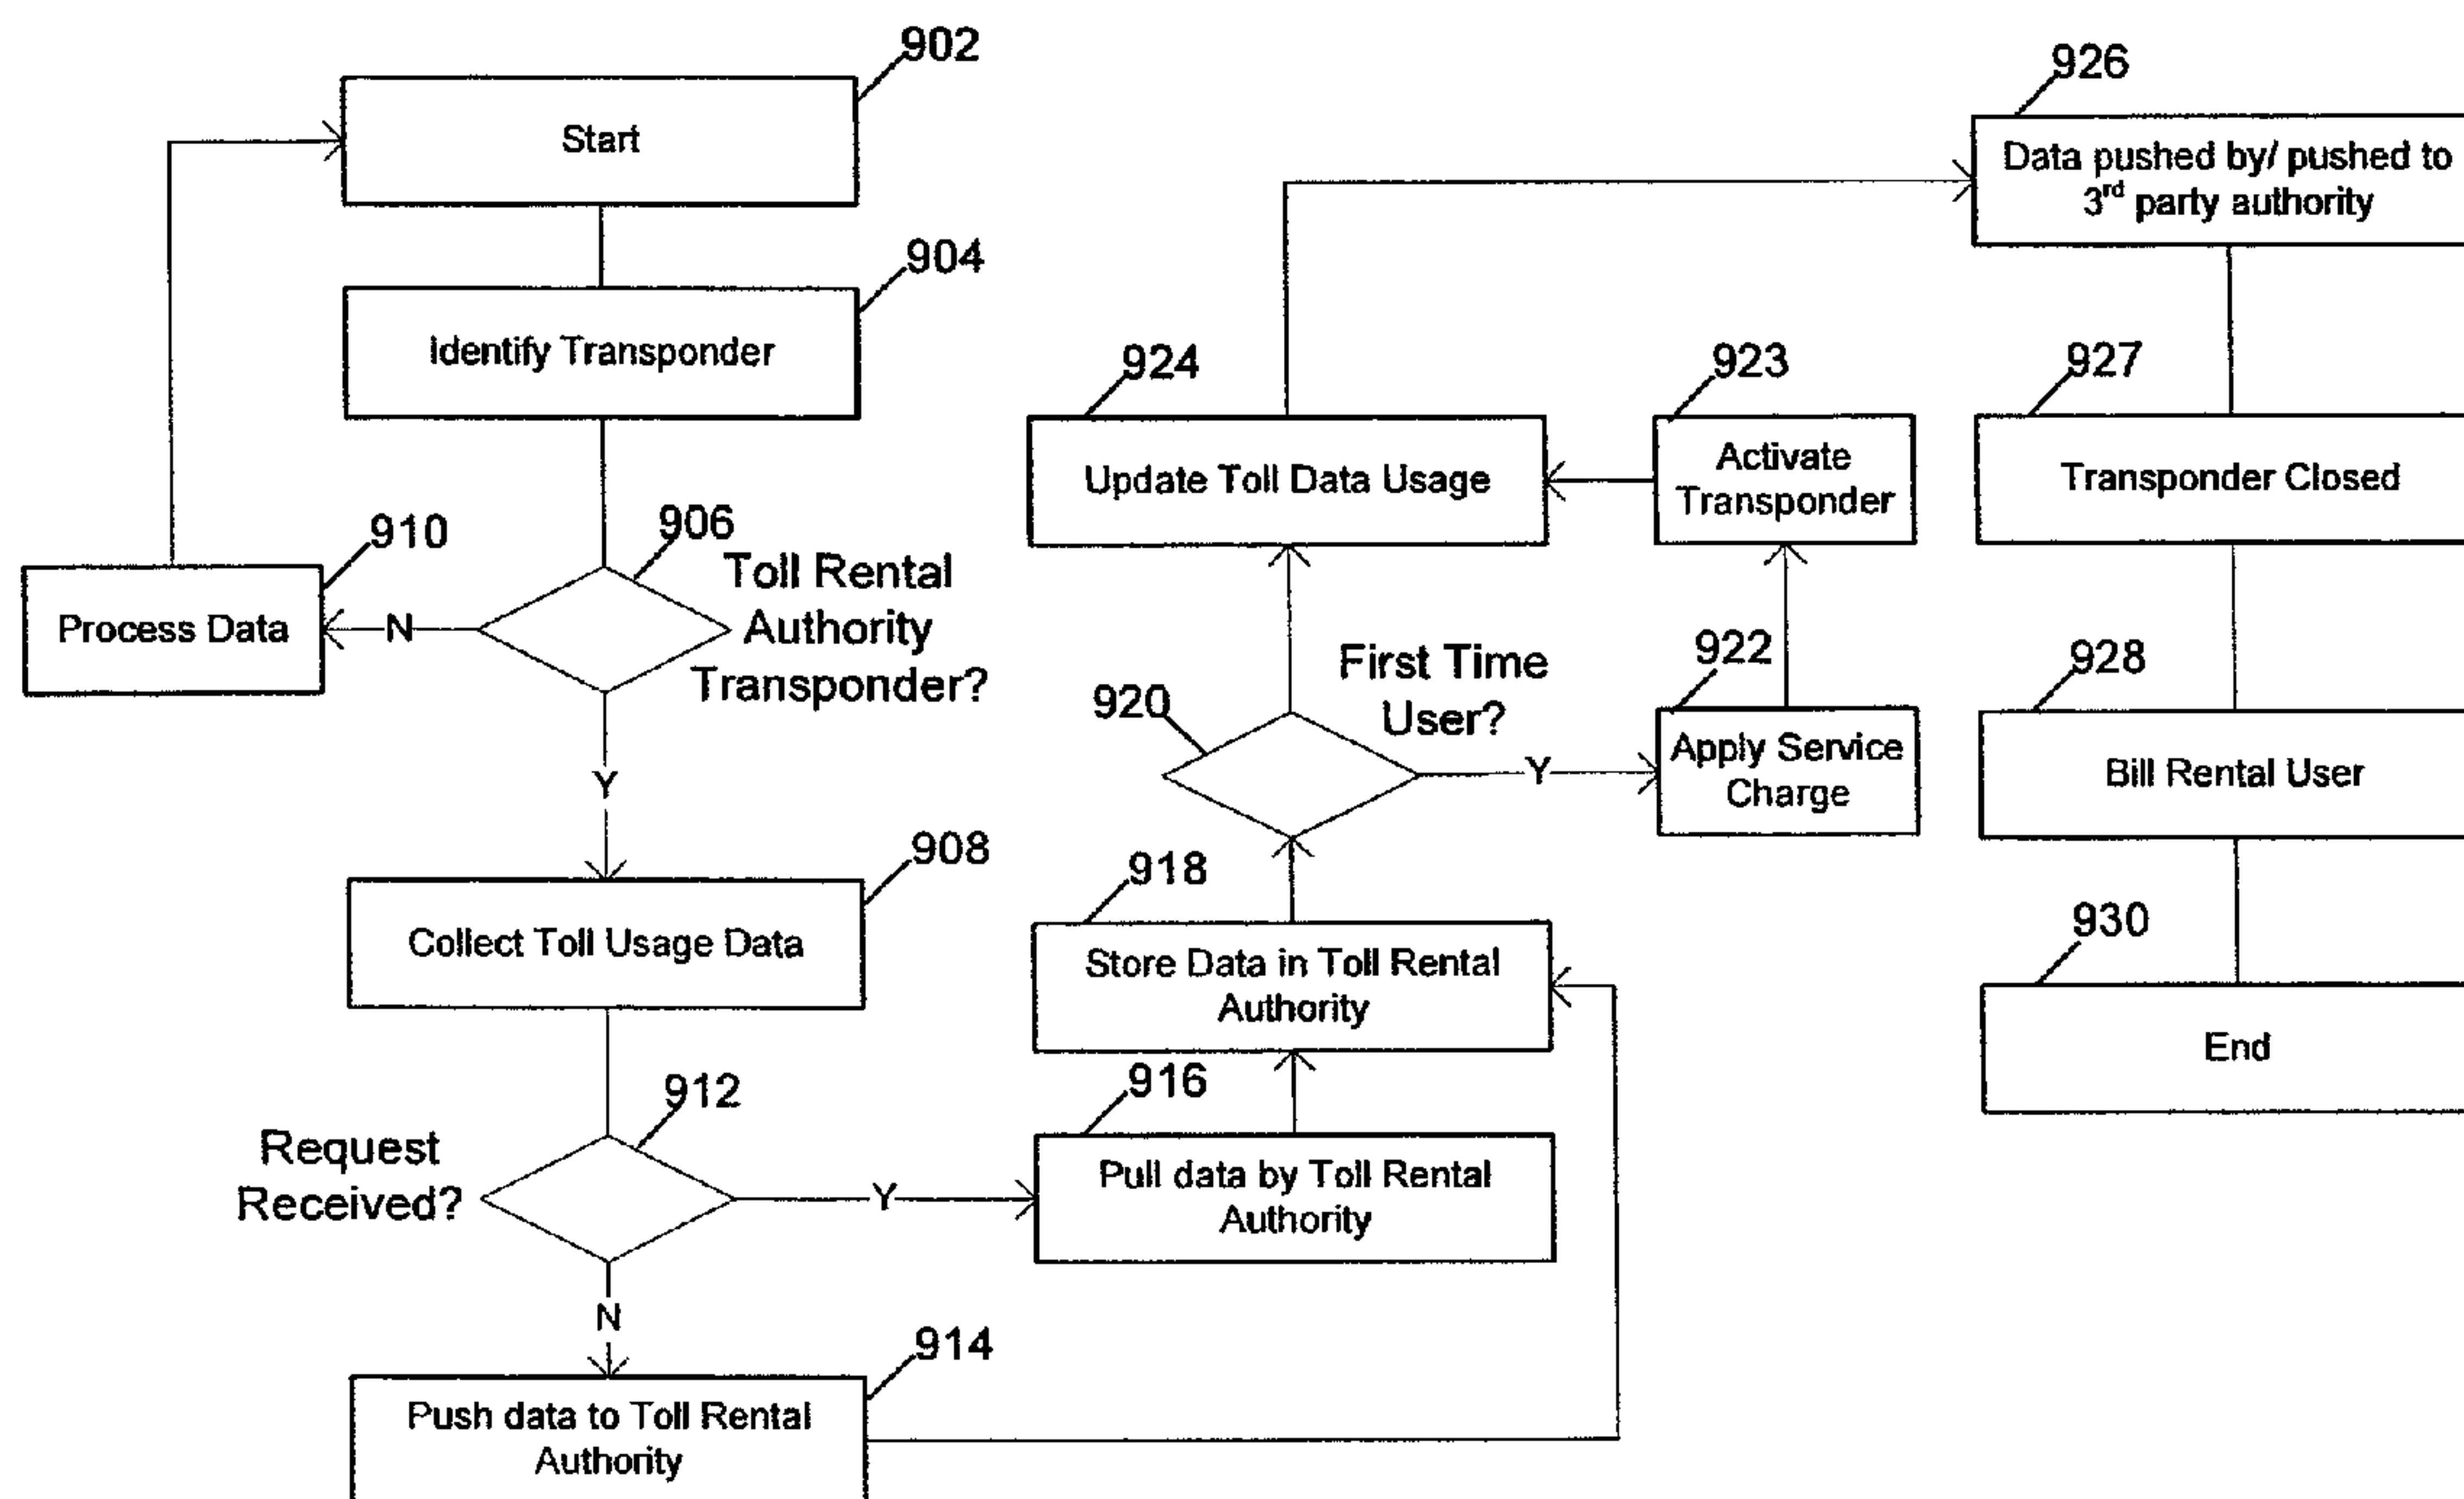 902
Start
904
Identify Transponder
906
Toll Rental
Authority
Transponder?
910
Process Data
N
Y
908
Collect Toll Usage Data
912
Request
Received?
Y
N
914
Push data to Toll Rental
Authority
916
Pull data by Toll Rental
Authority
918
Store Data in Toll Rental
Authority
920
First Time
User?
Y
922
Apply Service
Charge
923
Activate
Transponder
924
Update Toll Data Usage
926
Data pushed by/ pushed to
3rd party authority
927
Transponder Closed
928
Bill Rental User
930
End